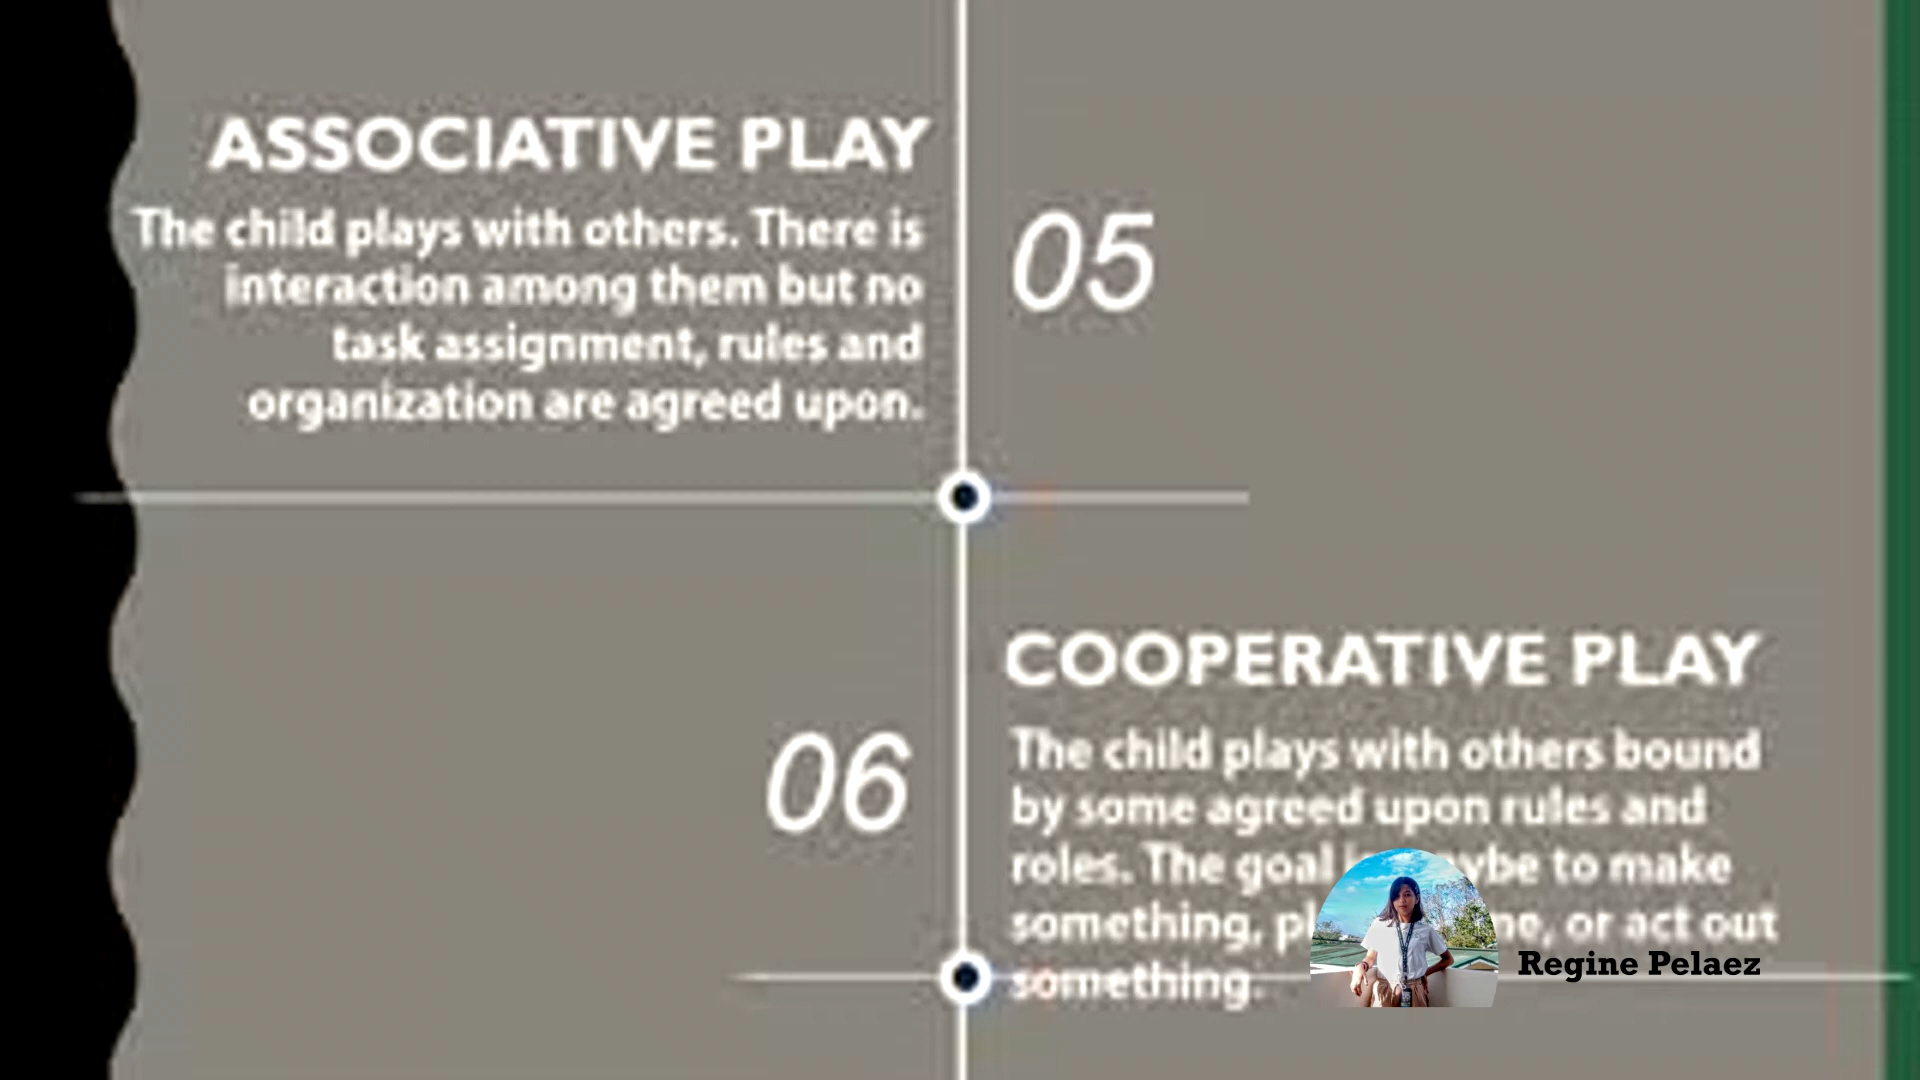 ASSOCIATIVE PLAY
The child plays with others. There is
interaction among them but no
task assignment, rules and
organization are agreed upon.
05
06
COOPERATIVE PLAY
The child plays with others bound
by some agreed upon rules and
roles. The goal to make
something, or act out
something.
Regine Pelaez